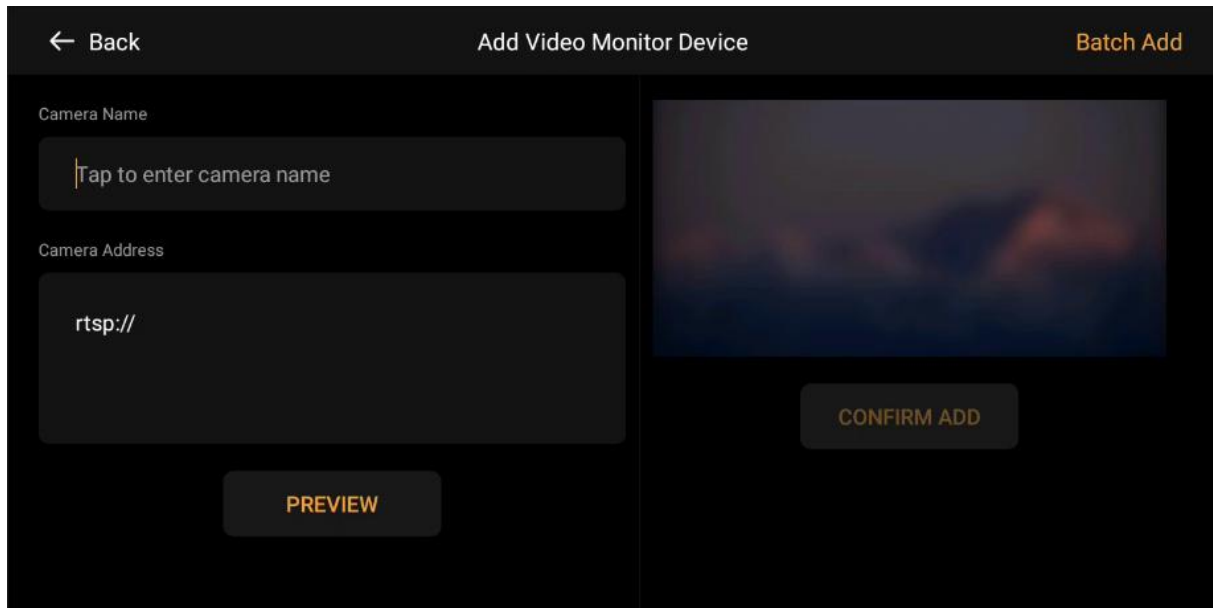 ← Back
Add Video Monitor Device
Batch Add
Camera Name
Tap to enter camera name
Camera Address
rtsp://
PREVIEW
CONFIRM ADD